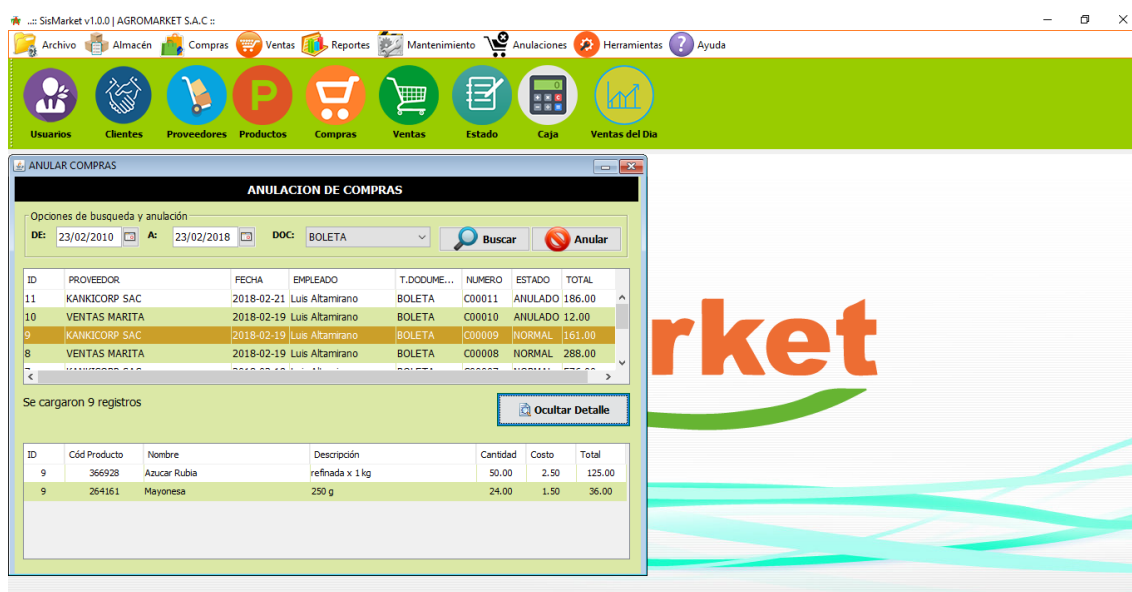 ..:: SisMarket v1.0.0 | AGROMARKET S.A.C ::
Archivo Almacén Compras Ventas Reportes Mantenimiento Anulaciones Herramientas Ayuda
Usuarios Clientes Proveedores Productos Compras Ventas Estado Caja Ventas del Dia
ANULAR COMPRAS
ANULACION DE COMPRAS
Opciones de busqueda y anulación
DE: 23/02/2010 A: 23/02/2018 DOC: BOLETA Buscar Anular
ID PROVEEDOR FECHA EMPLEADO T.DODUME... NUMERO ESTADO TOTAL
11 KANKICORP SAC 2018-02-21 Luis Altamirano BOLETA C00011 ANULADO 186.00
10 VENTAS MARITA 2018-02-19 Luis Altamirano BOLETA C00010 ANULADO 12.00
9 KANKICORP SAC 2018-02-19 Luis Altamirano BOLETA C00009 NORMAL 161.00
8 VENTAS MARITA 2018-02-19 Luis Altamirano BOLETA C00008 NORMAL 288.00
rket
Se cargaron 9 registros
Ocultar Detalle
ID Cód Producto Nombre Descripción Cantidad Costo Total
9 366928 Azucar Rubia refinada x 1 kg 50.00 2.50 125.00
9 264161 Mayonesa 250 g 24.00 1.50 36.00